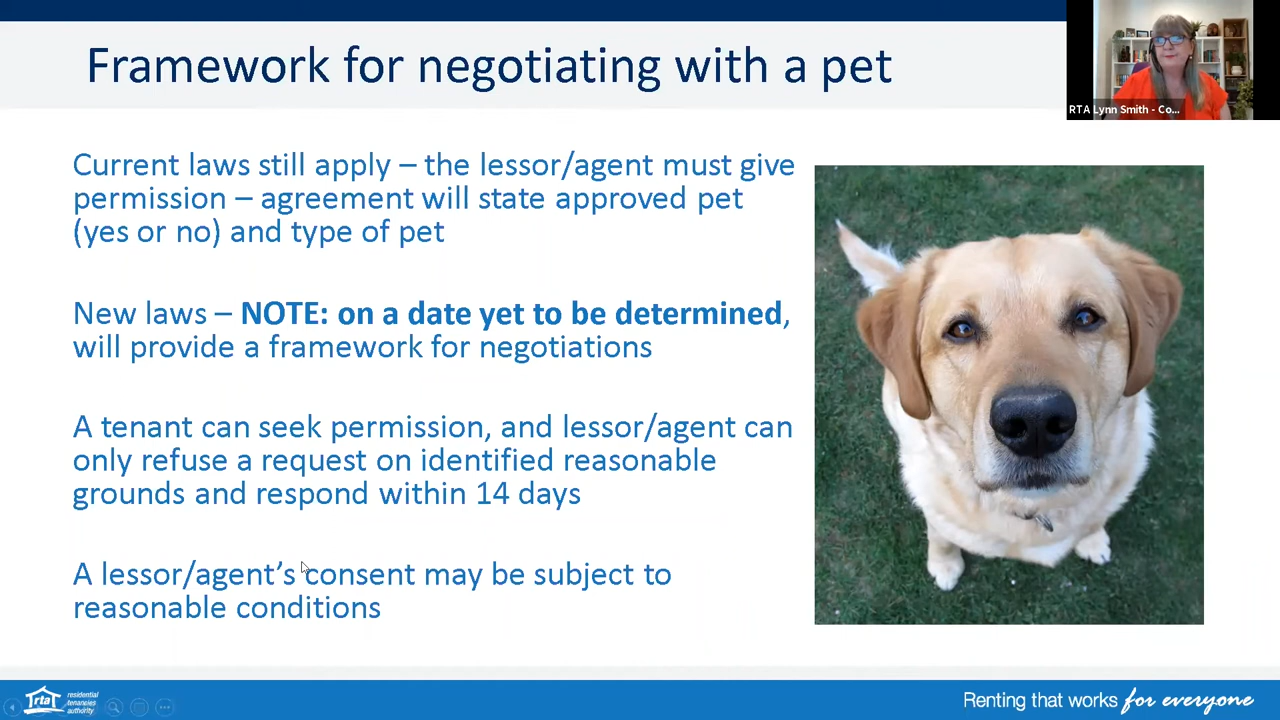 Framework for negotiating with a pet
RTA Lynn Smith - Co...
Current laws still apply – the lessor/agent must give
permission – agreement will state approved pet
(yes or no) and type of pet
New laws – NOTE: on a date yet to be determined,
will provide a framework for negotiations
A tenant can seek permission, and lessor/agent can
only refuse a request on identified reasonable
grounds and respond within 14 days
A lessor/agent’s consent may be subject to
reasonable conditions
rta
residential
tenancies
authority
Renting that works for everyone